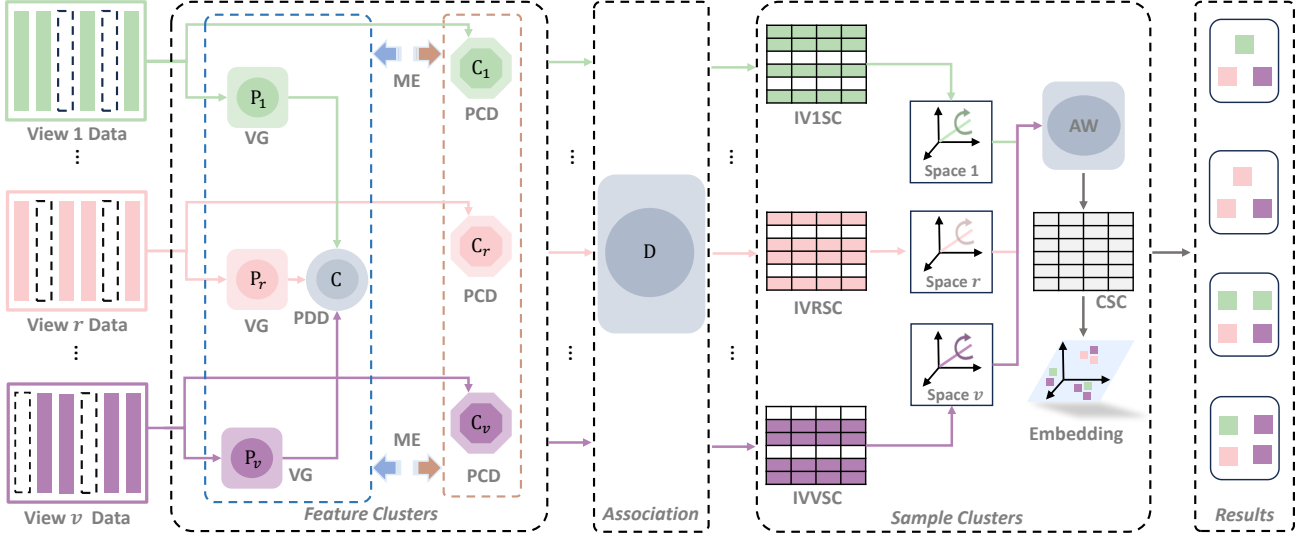 View 1 Data
...
View r Data
...
View v Data
P₁
VG
Pᵣ
VG
C
PDD
Pᵥ
VG
ME
ME
C₁
PCD
Cᵣ
PCD
Cᵥ
PCD
Feature Clusters
...
...
D
Association
...
...
IV1SC
IVRSC
IVVSC
Space 1
Space r
Space v
AW
CSC
Embedding
Sample Clusters
Results